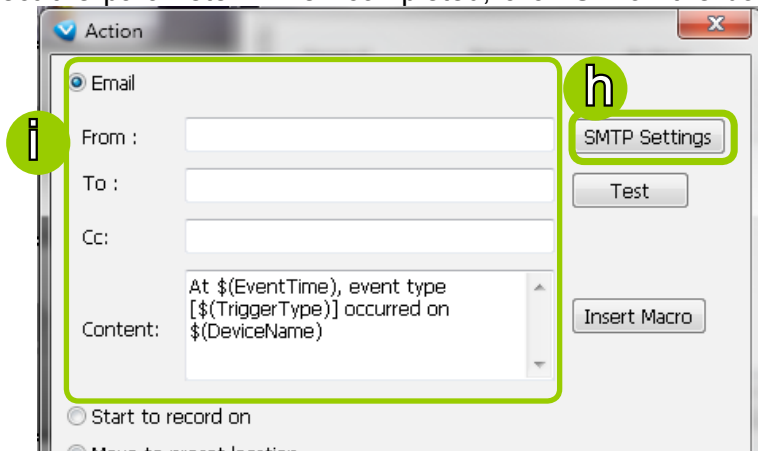 Action
Email
h
i
From :
SMTP Settings
To :
Test
Cc:
Content:
At $(EventTime), event type
[$(TriggerType)] occurred on
$(DeviceName)
Insert Macro
Start to record on